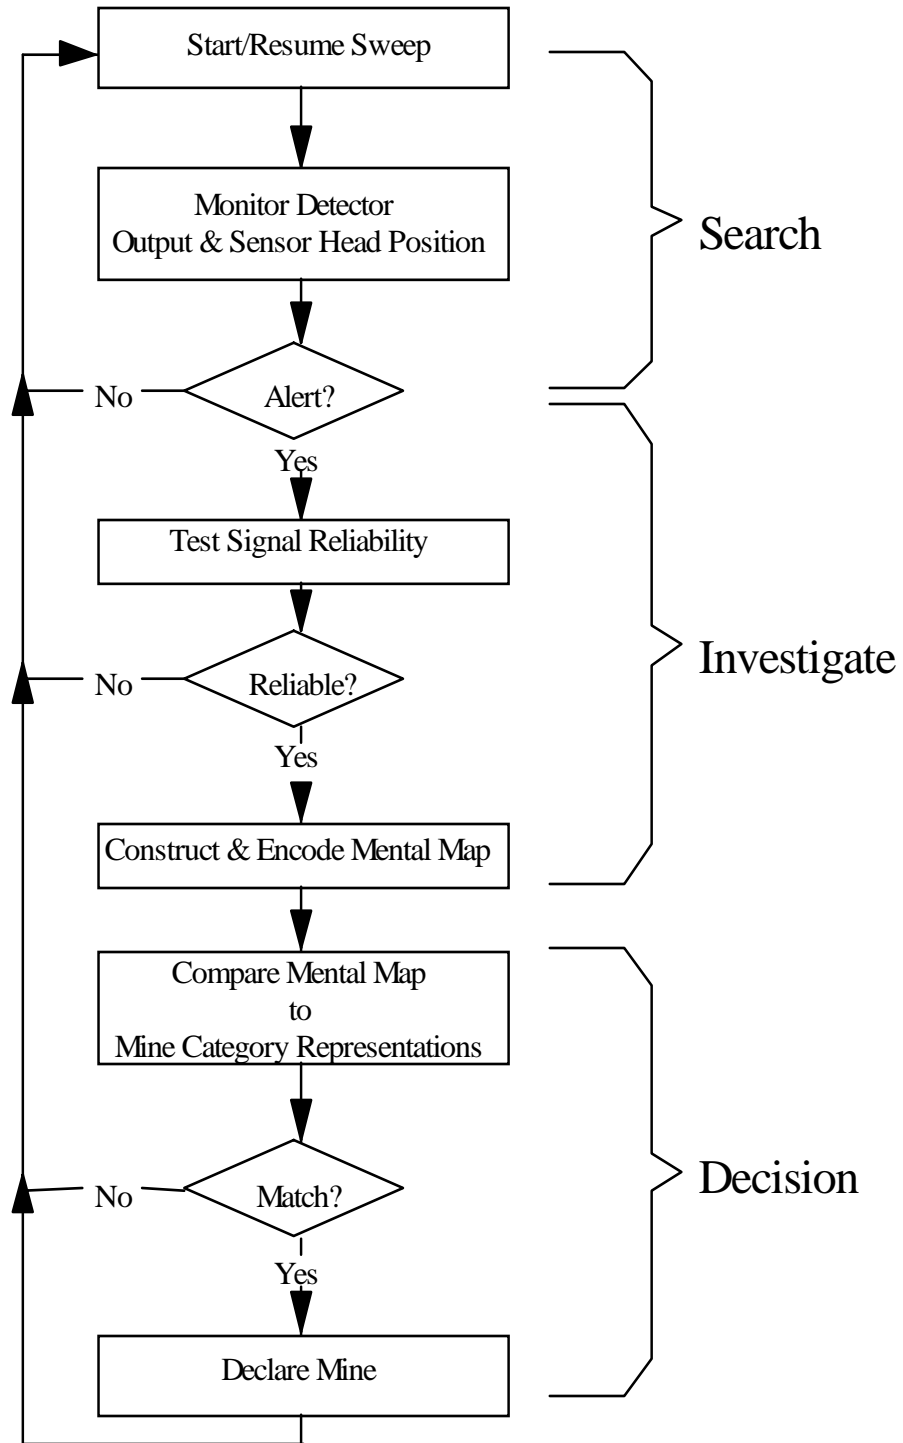 Start/Resume Sweep
Monitor Detector
Output & Sensor Head Position
Search
No
Alert?
Yes
Test Signal Reliability
No
Reliable?
Investigate
Yes
Construct & Encode Mental Map
Compare Mental Map
to
Mine Category Representations
No
Match?
Decision
Yes
Declare Mine